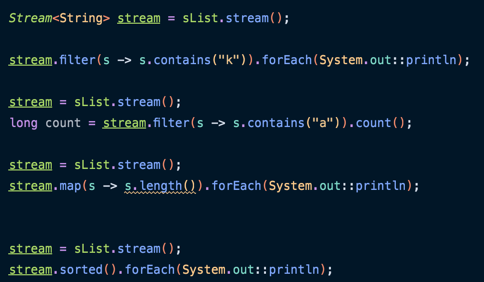 Stream<String> stream = sList.stream();
stream.filter(s -> s.contains("k")).forEach(System.out::println);
stream = sList.stream();
long count = stream.filter(s -> s.contains("a")).count();
stream = sList.stream();
stream.map(s -> s.length()).forEach(System.out::println);
stream = sList.stream();
stream.sorted().forEach(System.out::println);